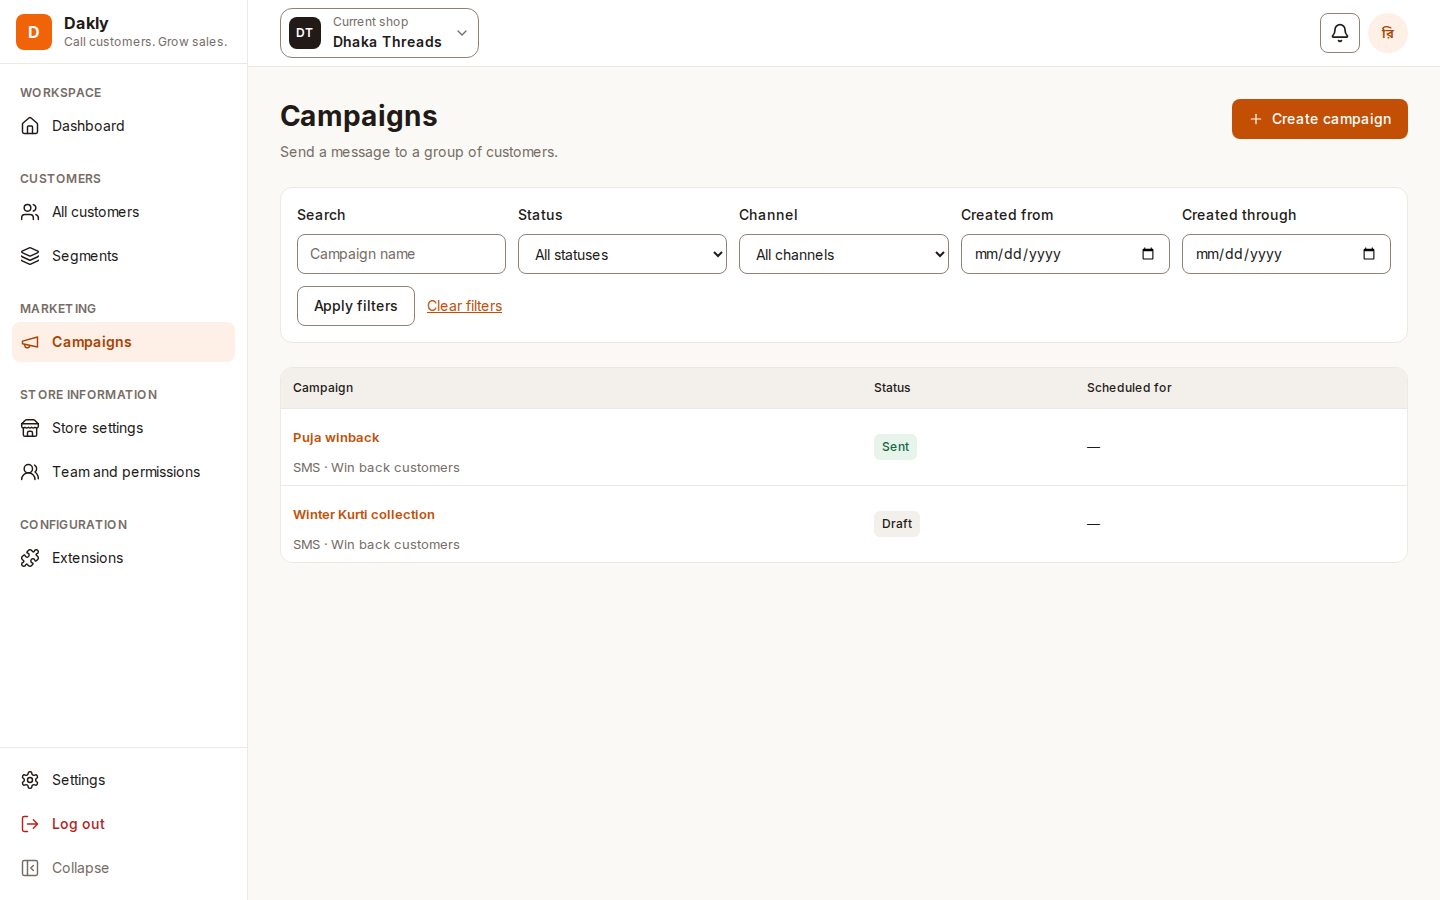 D
Dakly
Call customers. Grow sales.
WORKSPACE
Dashboard
CUSTOMERS
All customers
Segments
MARKETING
Campaigns
STORE INFORMATION
Store settings
Team and permissions
CONFIGURATION
Extensions
Settings
Log out
Collapse
DT
Current shop
Dhaka Threads
রি
Campaigns
Send a message to a group of customers.
Create campaign
Search Status Channel Created from Created through
Campaign name All statuses All channels mm/dd/yyyy mm/dd/yyyy
Apply filters Clear filters
Campaign Status Scheduled for
Puja winback
Sent —
SMS · Win back customers
Winter Kurti collection
Draft —
SMS · Win back customers